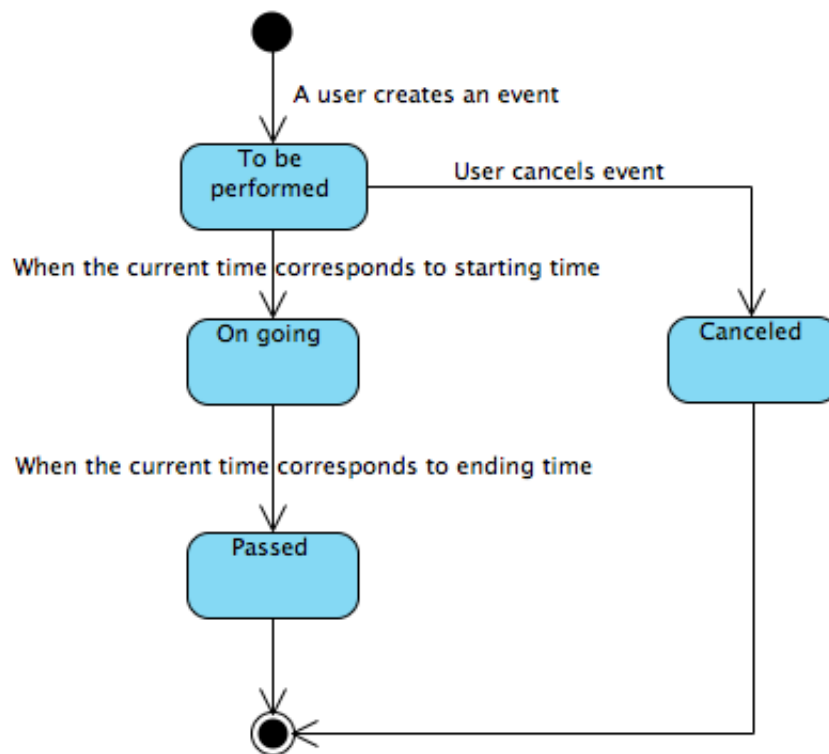 A user creates an event
To be
performed
User cancels event
When the current time corresponds to starting time
On going
Canceled
When the current time corresponds to ending time
Passed